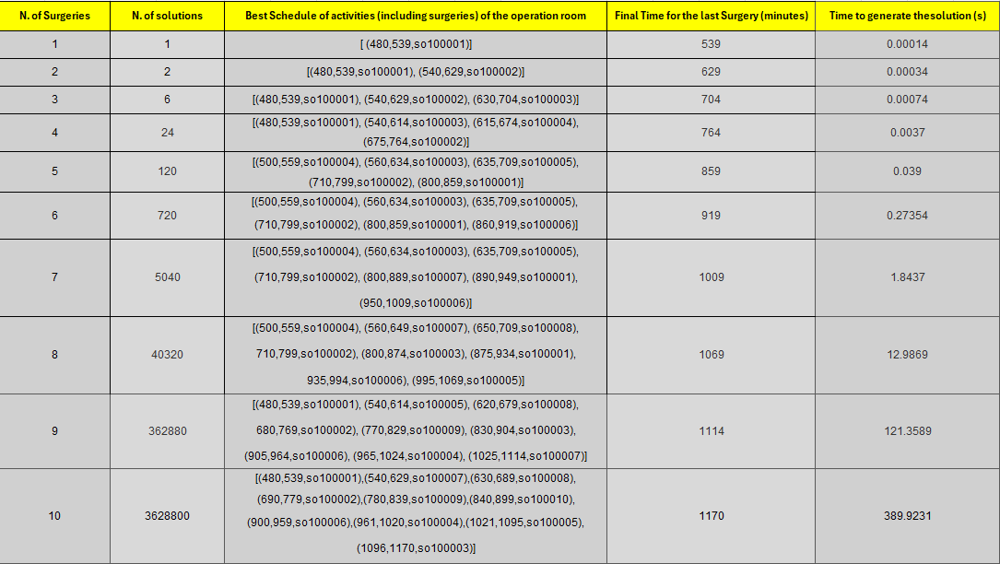 N. of Surgeries N. of solutions Best Schedule of activities (including surgeries) of the operation room Final Time for the last Surgery (minutes) Time to generate thesolution (s)
1 1 [ (480,539,so100001)] 539 0.00014
2 2 [(480,539,so100001), (540,629,so100002)] 629 0.00034
3 6 [(480,539,so100001), (540,629,so100002), (630,704,so100003)] 704 0.00074
[(480,539,so100001), (540,614,so100003), (615,674,so100004),
4 24 764 0.0037
(675,764,so100002)]
[(500,559,so100004), (560,634,so100003), (635,709,so100005),
5 120 859 0.039
(710,799,so100002), (800,859,so100001)]
[(500,559,so100004), (560,634,so100003), (635,709,so100005),
6 720 919 0.27354
(710,799,so100002), (800,859,so100001), (860,919,so100006)]
[(500,559,so100004), (560,634,so100003), (635,709,so100005),
7 5040 (710,799,so100002), (800,889,so100007), (890,949,so100001), 1009 1.8437
(950,1009,so100006)]
[(500,559,so100004), (560,649,so100007), (650,709,so100008),
8 40320 710,799,so100002), (800,874,so100003), (875,934,so100001), 1069 12.9869
935,994,so100006), (995,1069,so100005)]
[(480,539,so100001), (540,614,so100005), (620,679,so100008),
9 362880 680,769,so100002), (770,829,so100009), (830,904,so100003), 1114 121.3589
(905,964,so100006), (965,1024,so100004), (1025,1114,so100007)]
[(480,539,so100001),(540,629,so100007),(630,689,so100008),
(690,779,so100002),(780,839,so100009),(840,899,so100010),
10 3628800 1170 389.9231
(900,959,so100006),(961,1020,so100004),(1021,1095,so100005),
(1096,1170,so100003)]